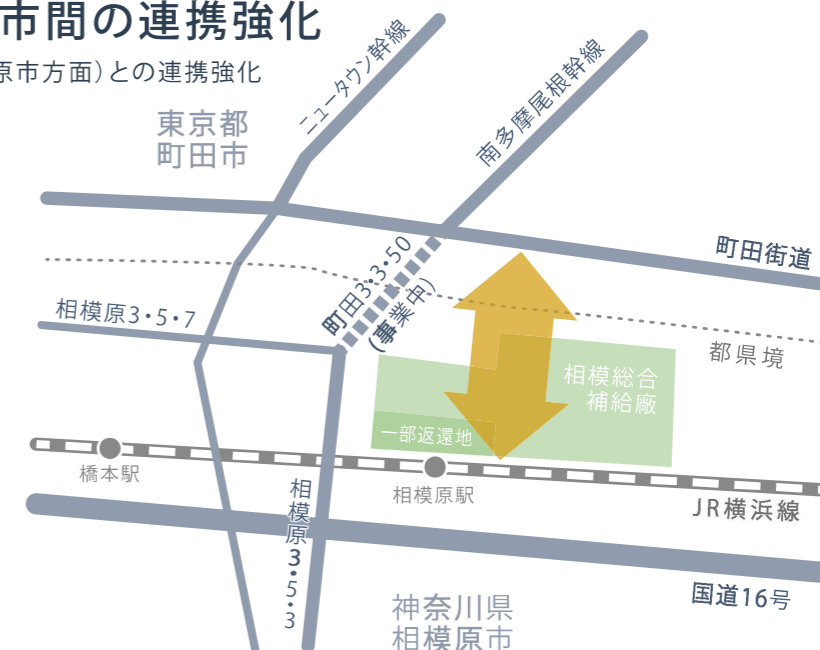 市間の連携強化
原市方面）との連携強化
ニュータウン幹線
南多摩尾根幹線
東京都
町田市
町田街道
町田3・3・50
（事業中）
相模原3・5・7
都県境
相模総合
補給廠
一部返還地
橋本駅
相模原駅
JR横浜線
相模原3・5・3
国道16号
神奈川県
相模原市